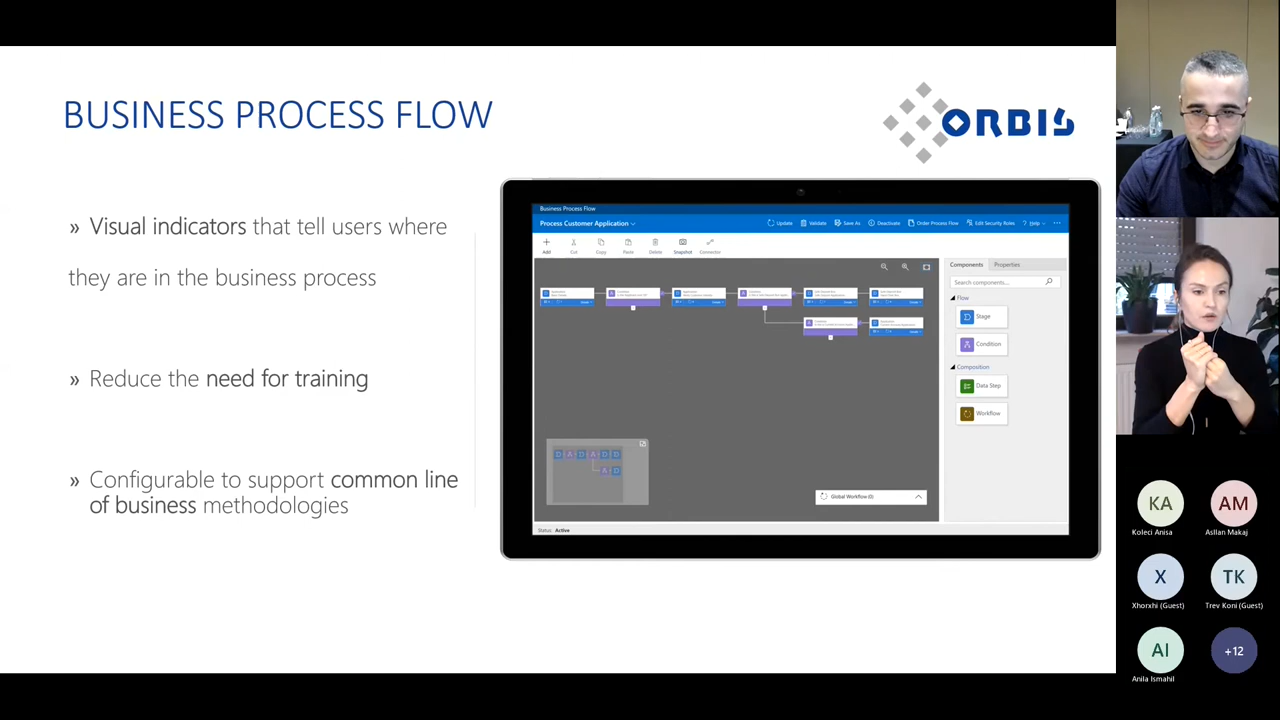 BUSINESS PROCESS FLOW
ORBIS
» Visual indicators that tell users where
they are in the business process
» Reduce the need for training
» Configurable to support common line
of business methodologies
Business Process Flow
Process Customer Application
Update Validate Save As Deactivate Order Process Flow Edit Security Roles ? Help ...
Add Cut Copy Paste Delete Snapshot Connector
Components Properties
Search components...
Flow
Stage
Condition
Composition
Data Step
Workflow
Global Workflow (0)
Status Active
KA AM
Koleci Anisa Asllan Makaj
X TK
Xhorxhi (Guest) Trev Koni (Guest)
AI +12
Anila Ismahil